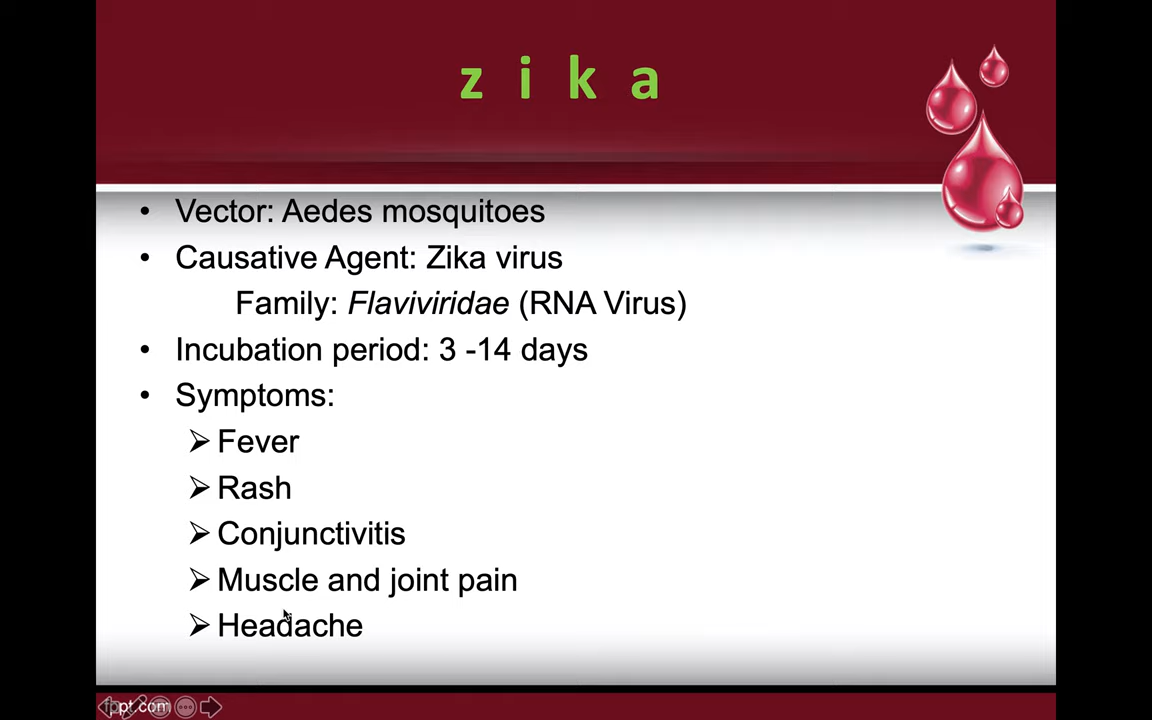 z i k a
• Vector: Aedes mosquitoes
• Causative Agent: Zika virus
Family: Flaviviridae (RNA Virus)
• Incubation period: 3 -14 days
• Symptoms:
➢ Fever
➢ Rash
➢ Conjunctivitis
➢ Muscle and joint pain
➢ Headache
fppt.com